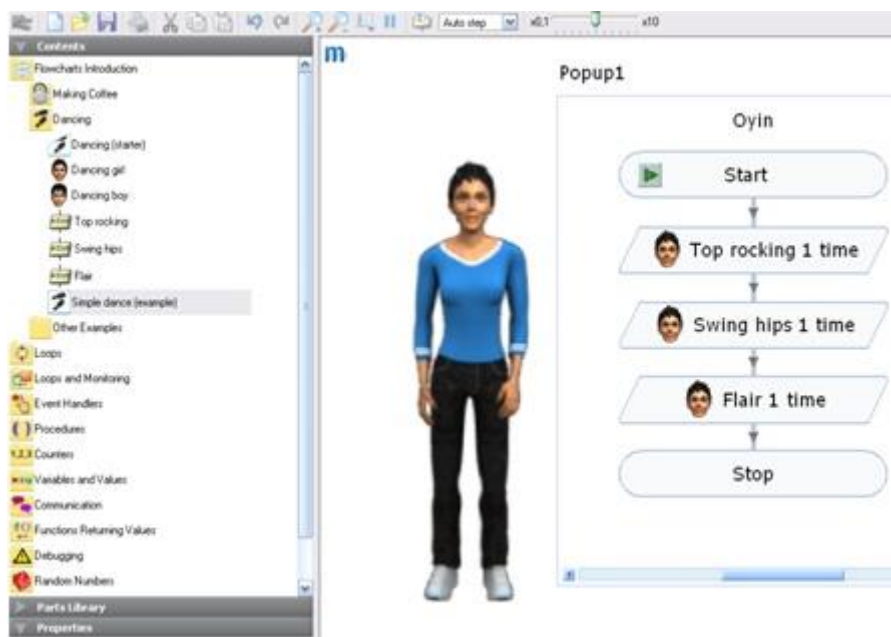 Auto step
x0.1
x10
Contents
Flowcharts Introduction
Making Coffee
Dancing
Dancing (starter)
Dancing girl
Dancing boy
Top rocking
Swing hips
Flair
Simple dance (example)
Other Examples
Loops
Loops and Monitoring
Event Handlers
Procedures
1,2,3 Counters
Variables and Values
Communication
Functions Returning Values
Debugging
Random Numbers
Parts Library
Properties
m
Popup1
Oyin
Start
Top rocking 1 time
Swing hips 1 time
Flair 1 time
Stop